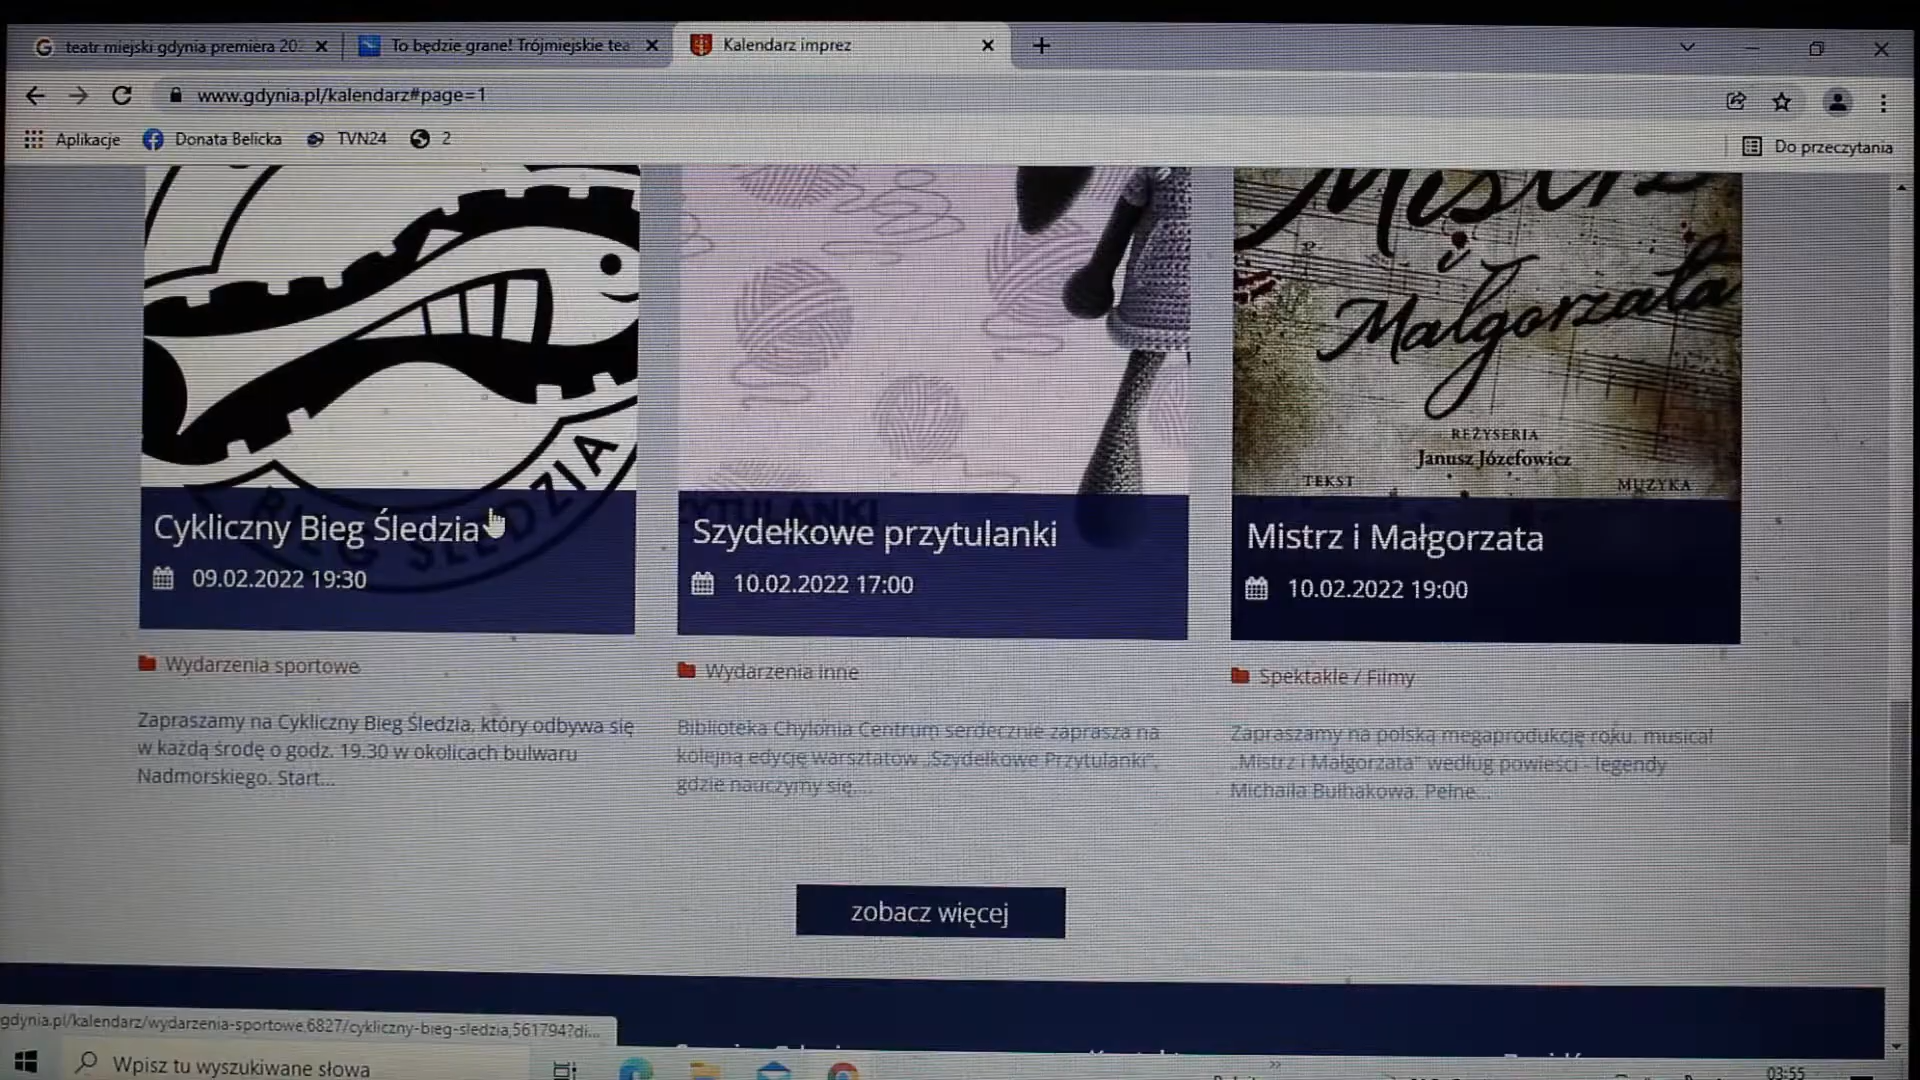 teatr miejski gdynia premiera 20
To będzie grane! Trójmiejskie tea
Kalendarz imprez
www.gdynia.pl/kalendarz#page=1
Aplikacje
Donata Belicka
TVN24
2
Do przeczytania
BIEG ŚLEDZIA
Cykliczny Bieg Śledzia
09.02.2022 19:30
Wydarzenia sportowe
Zapraszamy na Cykliczny Bieg Śledzia, który odbywa się
w każdą środę o godz. 19.30 w okolicach bulwaru
Nadmorskiego. Start...
ZYTULANKI
Szydełkowe przytulanki
10.02.2022 17:00
Wydarzenia inne
Biblioteka Chylonia Centrum serdecznie zaprasza na
kolejną edycję warsztatów „Szydełkowe Przytulanki”,
gdzie nauczymy się...
Mistrz
i
Małgorzata
REŻYSERIA
Janusz Józefowicz
TEKST
MUZYKA
Mistrz i Małgorzata
10.02.2022 19:00
Spektakle / Filmy
Zapraszamy na polską megaprodukcję roku, musical
„Mistrz i Małgorzata” według powieści - legendy
Michaiła Bułhakowa. Pełne...
zobacz więcej
gdynia.pl/kalendarz/wydarzenia-sportowe,6827/cykliczny-bieg-sledzia,561794?di...
Wpisz tu wyszukiwane słowa
03:55